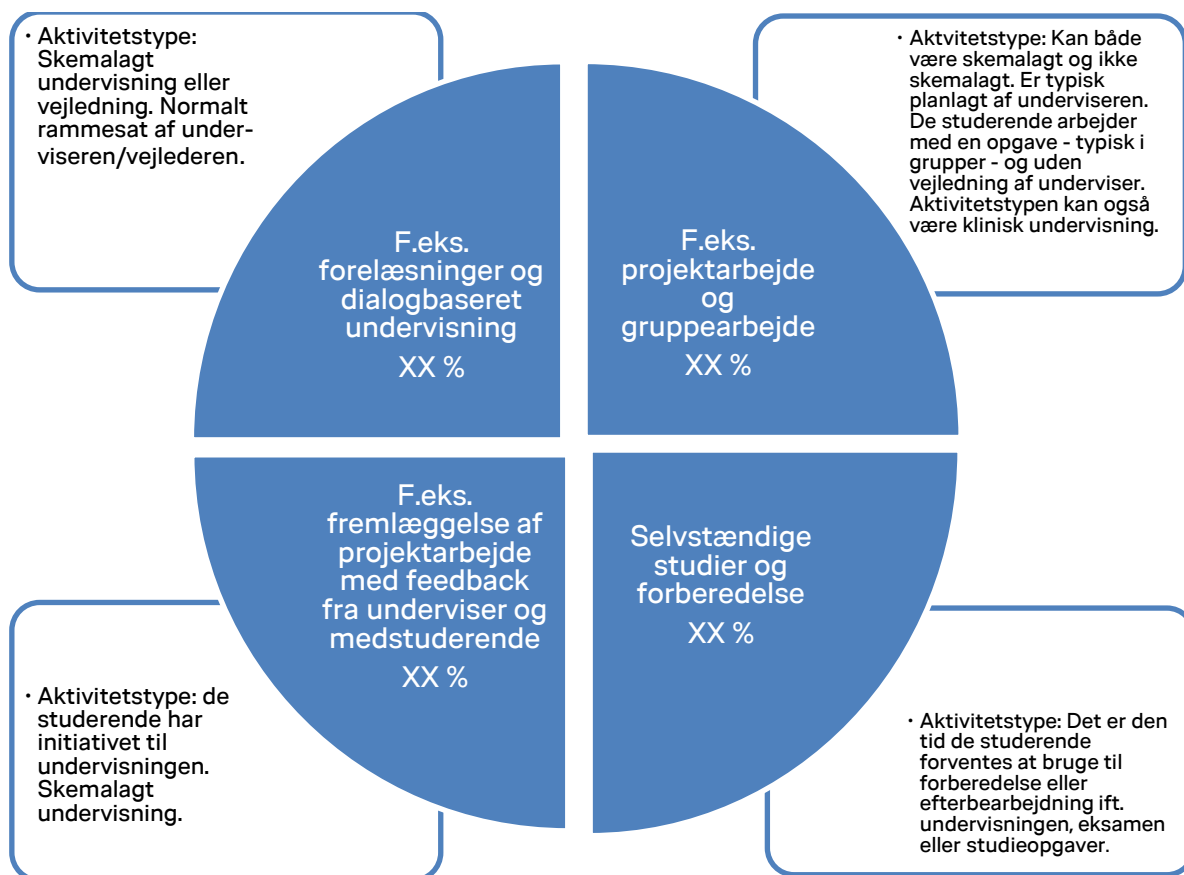 · Aktivitetstype:
Skemalagt
undervisning eller
vejledning. Normalt
rammesat af under-
viseren/vejlederen.
· Aktvitetstype: Kan både
være skemalagt og ikke
skemalagt. Er typisk
planlagt af underviseren.
De studerende arbejder
med en opgave - typisk i
grupper - og uden
vejledning af underviser.
Aktivitetstypen kan også
være klinisk undervisning.
F.eks.
forelæsninger og
dialogbaseret
undervisning
XX %
F.eks.
projektarbejde
og
gruppearbejde
XX %
F.eks.
fremlæggelse af
projektarbejde
med feedback
fra underviser og
medstuderende
XX %
Selvstændige
studier og
forberedelse
XX %
· Aktivitetstype: de
studerende har
initiativet til
undervisningen.
Skemalagt
undervisning.
· Aktivitetstype: Det er den
tid de studerende
forventes at bruge til
forberedelse eller
efterbearbejdning ift.
undervisningen, eksamen
eller studieopgaver.